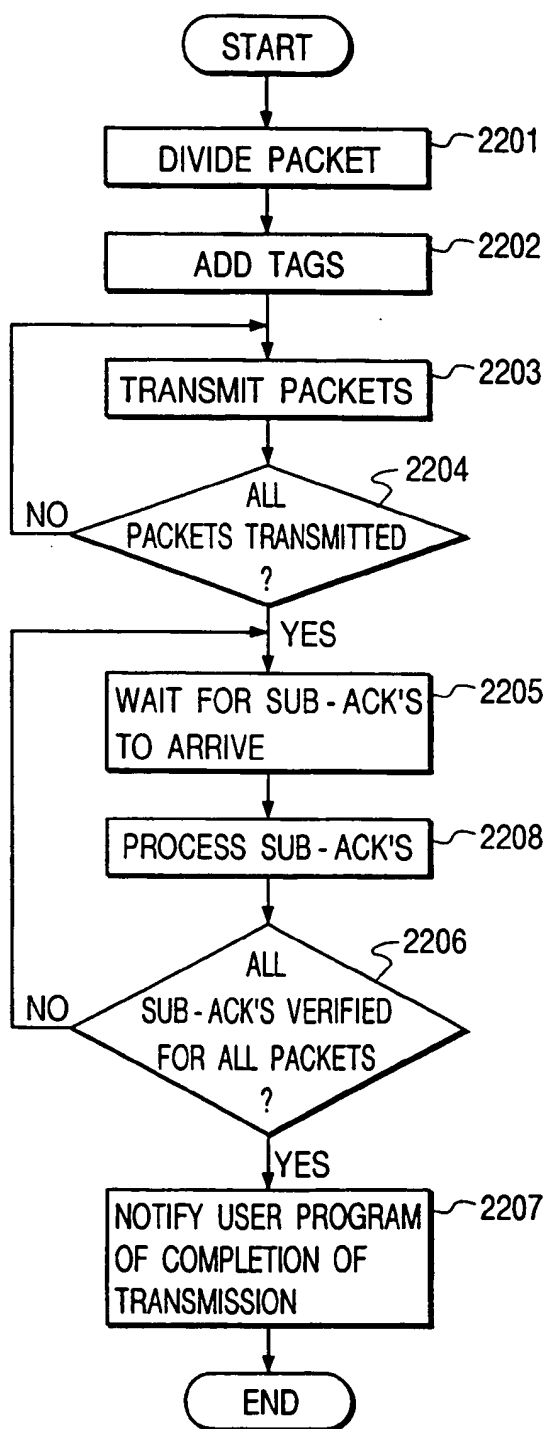 START
DIVIDE PACKET
2201
ADD TAGS
2202
TRANSMIT PACKETS
2203
2204
ALL
PACKETS TRANSMITTED
?
NO
YES
WAIT FOR SUB-ACK'S
TO ARRIVE
2205
PROCESS SUB-ACK'S
2208
2206
ALL
SUB-ACK'S VERIFIED
FOR ALL PACKETS
?
NO
YES
NOTIFY USER PROGRAM
OF COMPLETION OF
TRANSMISSION
2207
END